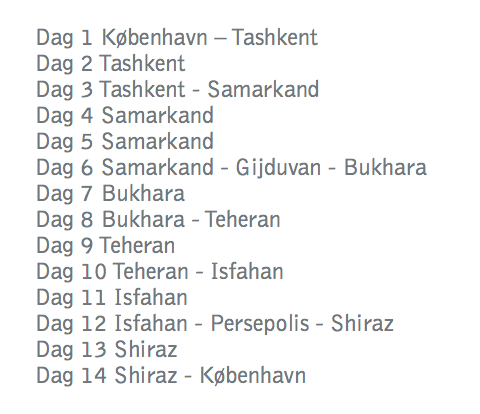 Dag 1 København – Tashkent
Dag 2 Tashkent
Dag 3 Tashkent - Samarkand
Dag 4 Samarkand
Dag 5 Samarkand
Dag 6 Samarkand - Gijduvan - Bukhara
Dag 7 Bukhara
Dag 8 Bukhara - Teheran
Dag 9 Teheran
Dag 10 Teheran - Isfahan
Dag 11 Isfahan
Dag 12 Isfahan - Persepolis - Shiraz
Dag 13 Shiraz
Dag 14 Shiraz - København